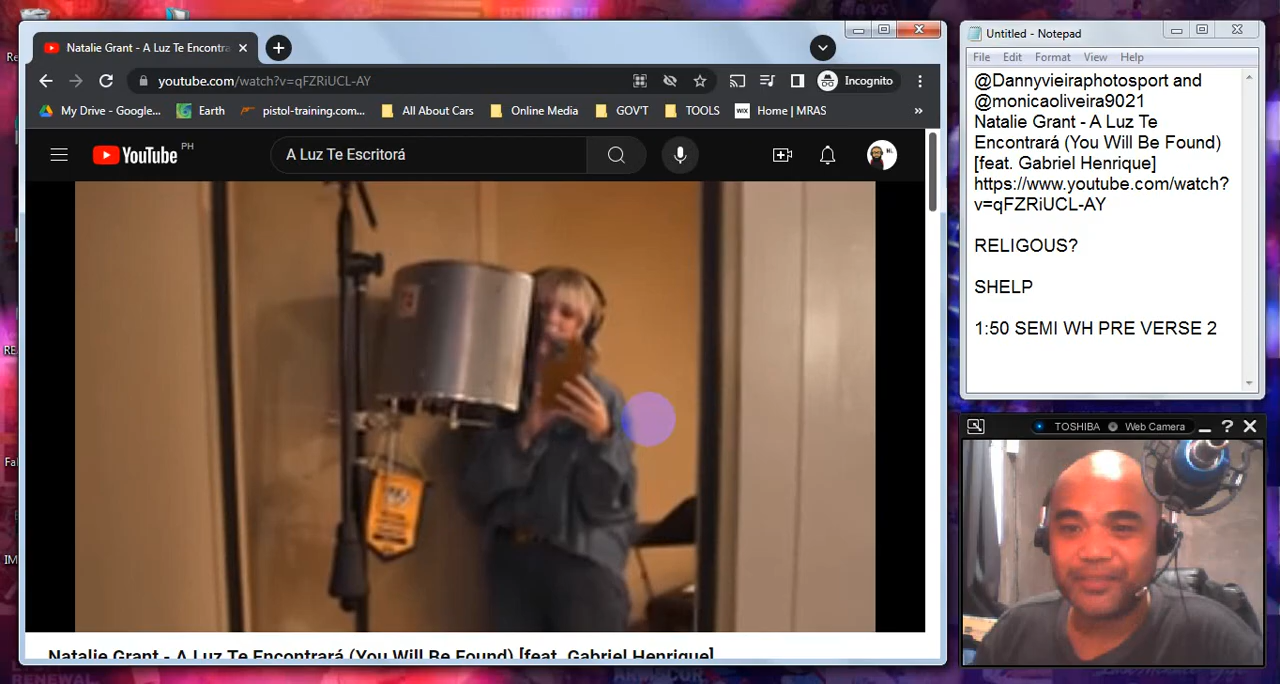 Natalie Grant - A Luz Te Encontra
youtube.com/watch?v=qFZRiUCL-AY
Incognito
My Drive - Google...
Earth
pistol-training.com...
All About Cars
Online Media
GOV'T
TOOLS
WIX
Home | MRAS
»
YouTube PH
A Luz Te Escritorá
Natalie Grant - A Luz Te Encontrará (You Will Be Found) [feat. Gabriel Henrique]
Untitled - Notepad
File Edit Format View Help
@Dannyvieiraphotosport and
@monicaoliveira9021
Natalie Grant - A Luz Te
Encontrará (You Will Be Found)
[feat. Gabriel Henrique]
https://www.youtube.com/watch?
v=qFZRiUCL-AY
RELIGOUS?
SHELP
1:50 SEMI WH PRE VERSE 2
TOSHIBA Web Camera
RENEWAL